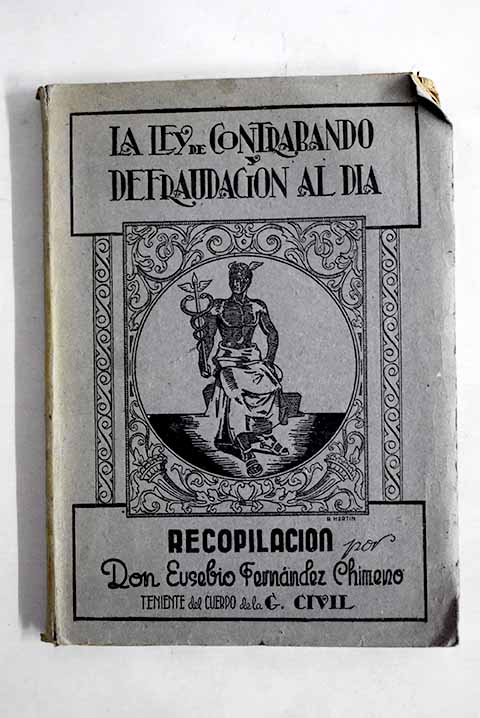 LA LEY DE CONTRABANDO
Y
DEFRAUDACION AL DIA
B MARTIN
RECOPILACION por
Don Eusebio Fernández Chimeno
TENIENTE del CUERPO de la G. CIVIL